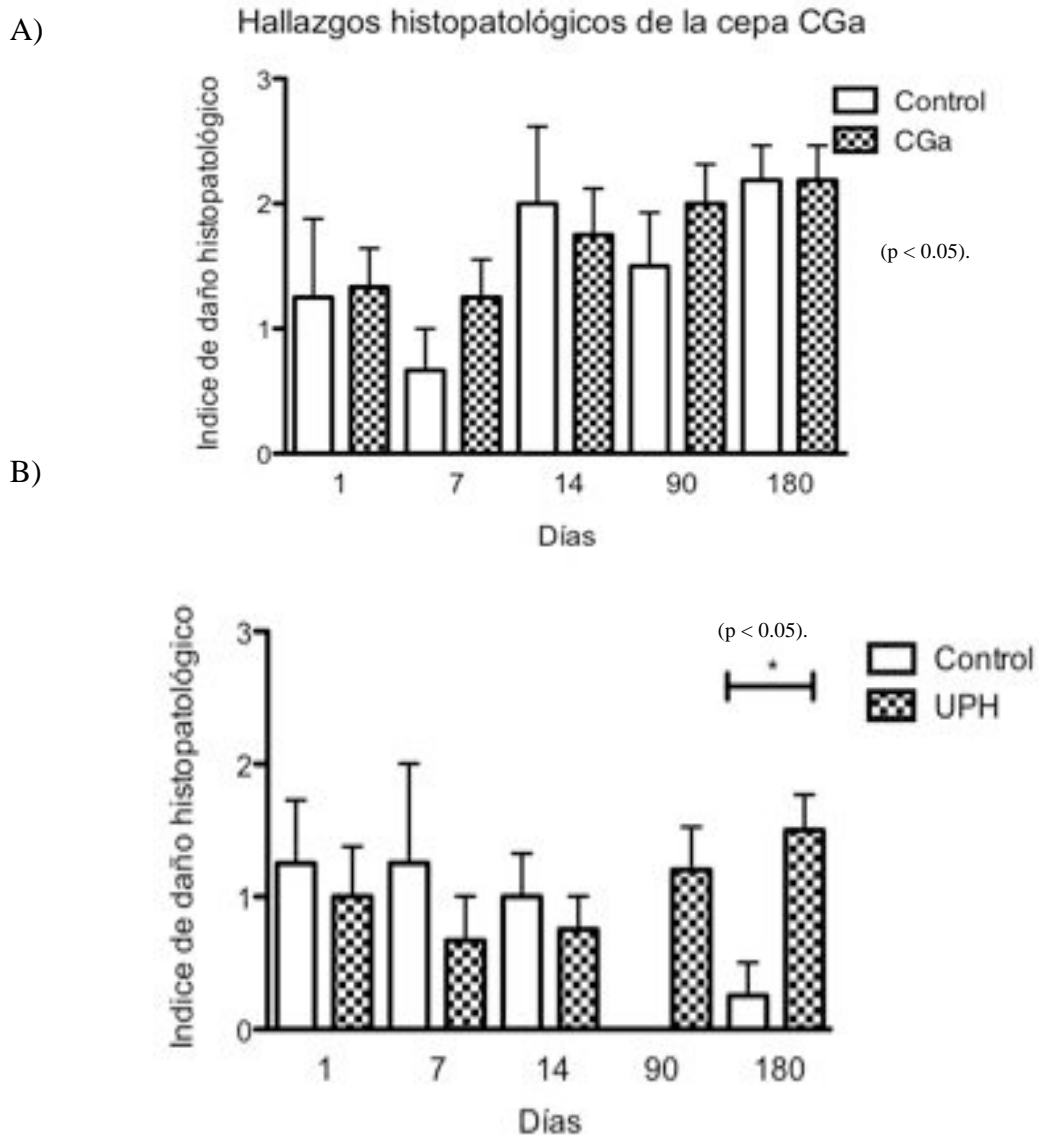 A)
Hallazgos histopatológicos de la cepa CGa
Indice de daño histopatológico
3
2
1
0
Control
CGa
(p < 0.05).
1 7 14 90 180
Días
B)
Indice de daño histopatológico
3
2
1
0
(p < 0.05).
*
Control
UPH
1 7 14 90 180
Días